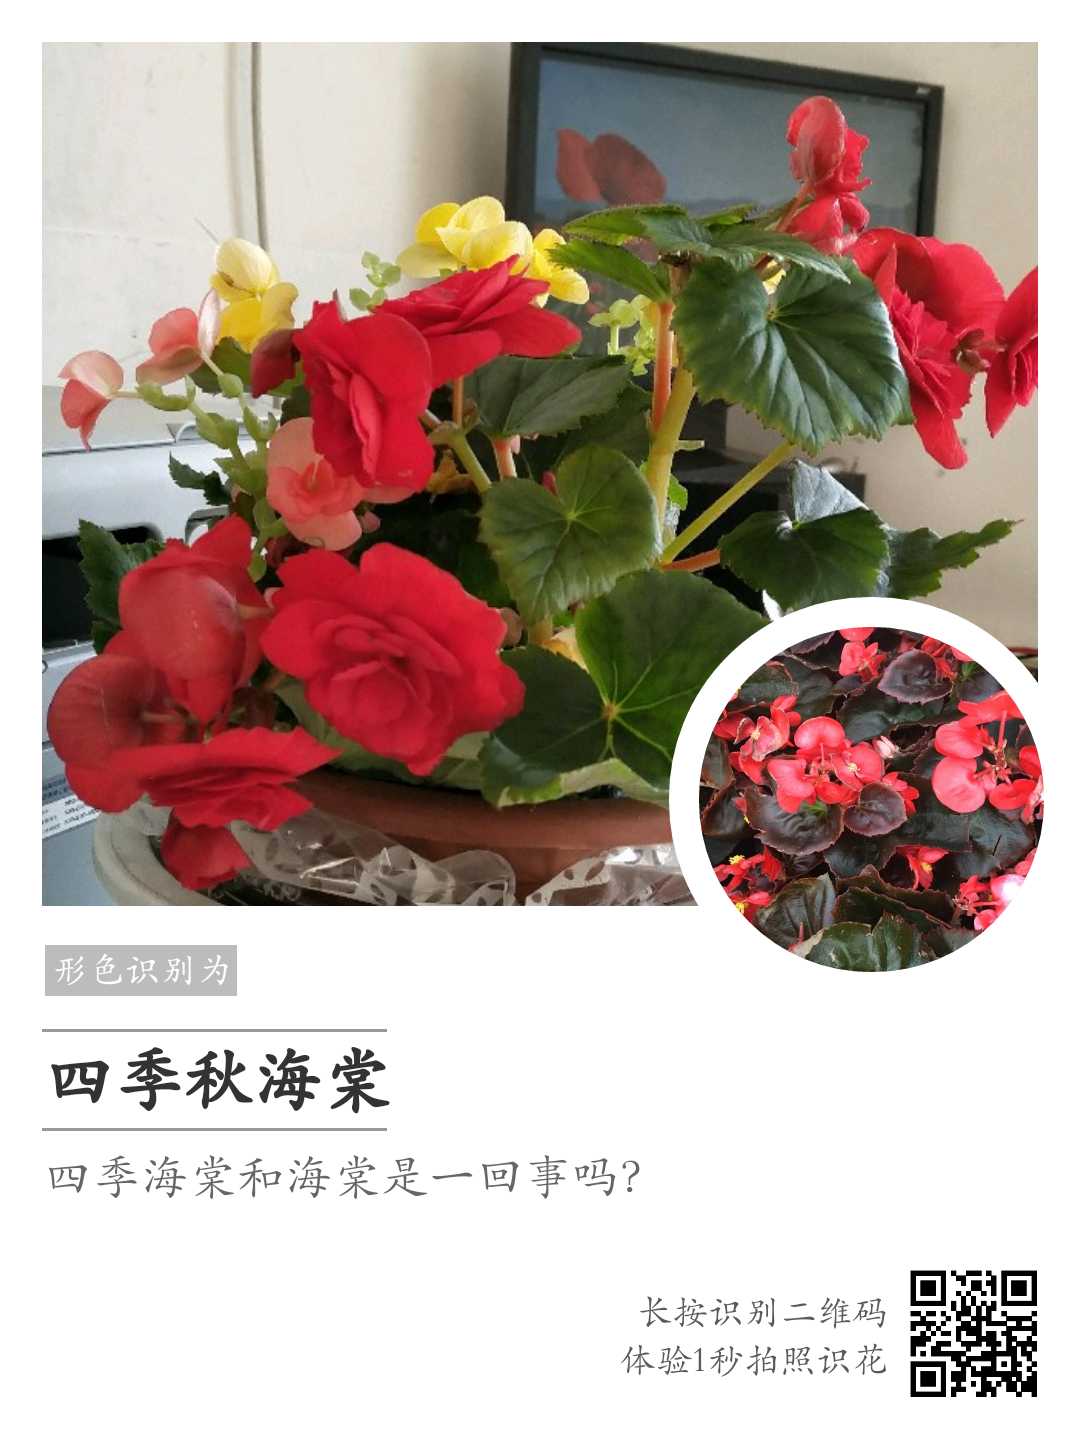 形色识别为
四季秋海棠
四季海棠和海棠是一回事吗?
长按识别二维码
体验1秒拍照识花